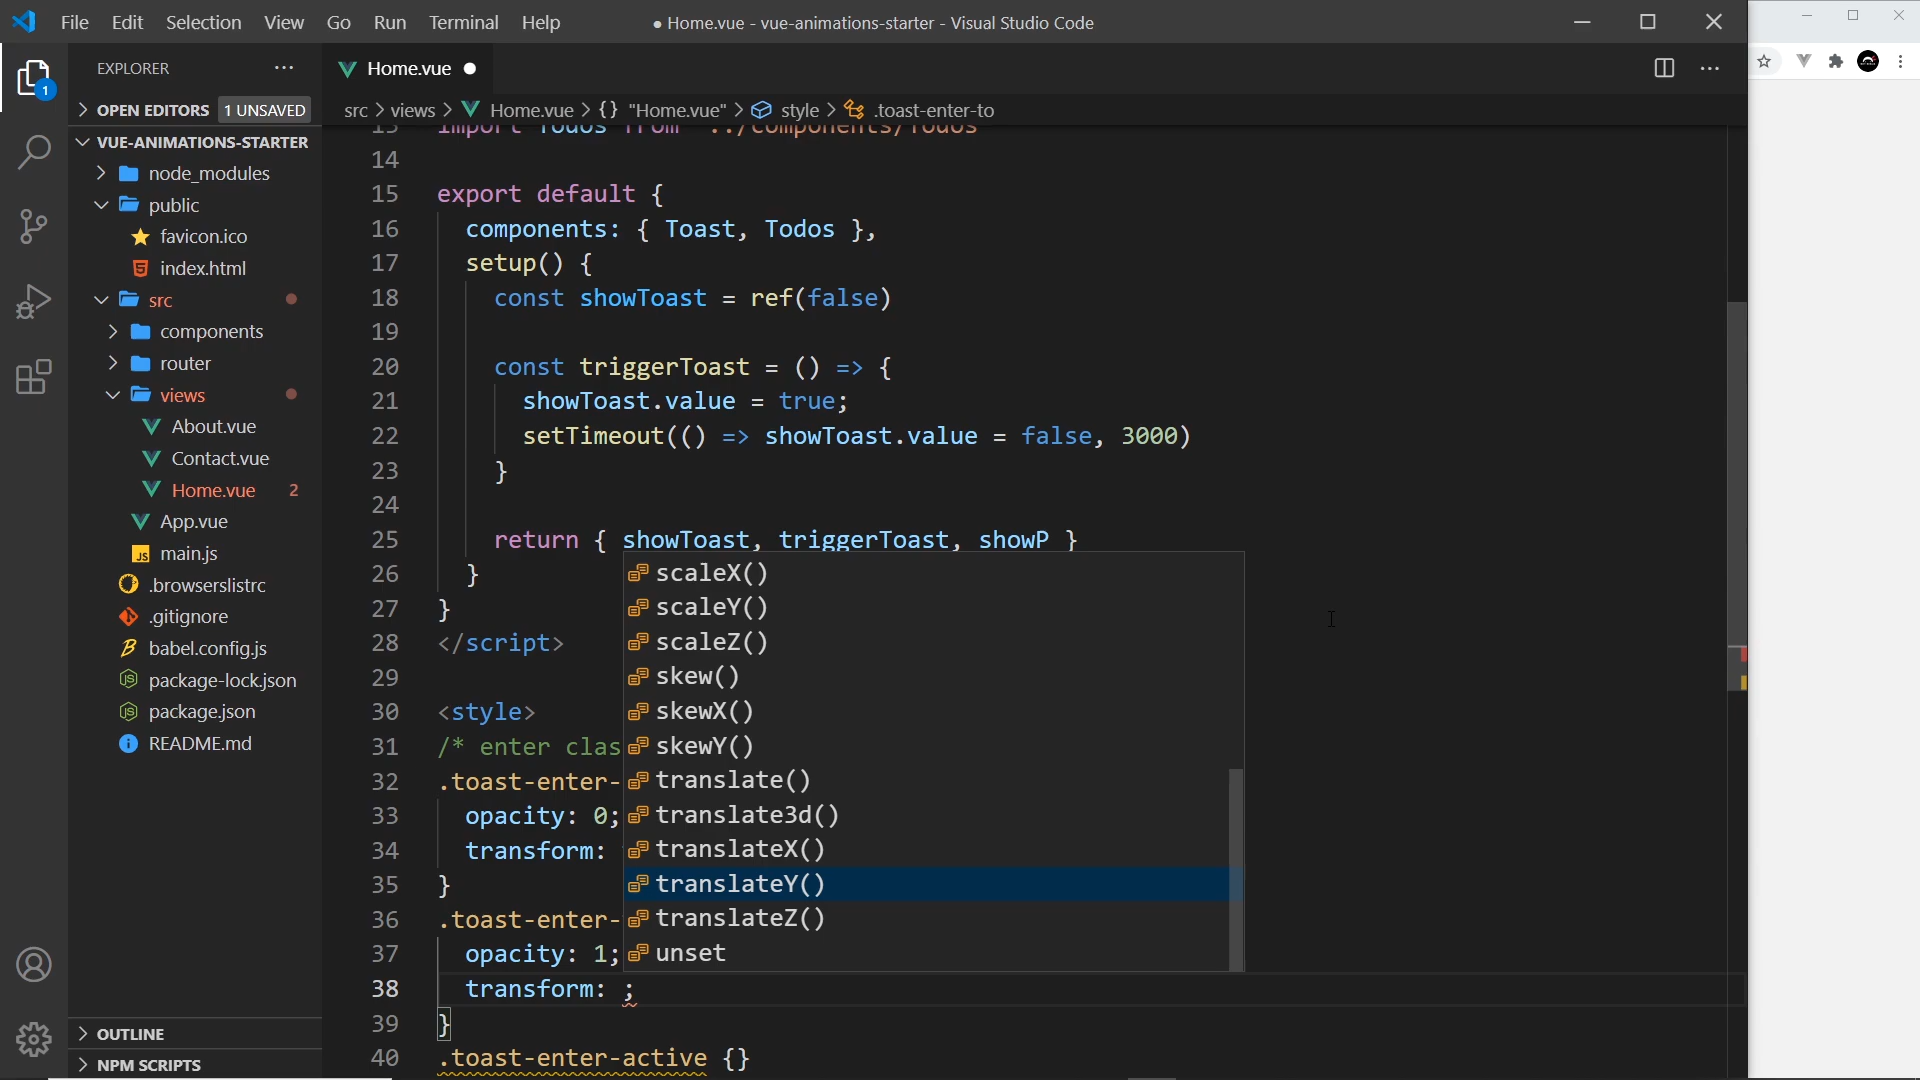 File Edit Selection View Go Run Terminal Help
● Home.vue - vue-animations-starter - Visual Studio Code
1
EXPLORER ···
OPEN EDITORS 1 UNSAVED
VUE-ANIMATIONS-STARTER
node_modules
public
favicon.ico
index.html
src
components
router
views
About.vue
Contact.vue
Home.vue 2
App.vue
JS main.js
.browserslistrc
.gitignore
babel.config.js
package-lock.json
package.json
README.md
OUTLINE
NPM SCRIPTS
Home.vue ●
src > views > Home.vue > {} "Home.vue" > style > .toast-enter-to
13 import Todos from '../components/Todos'
14
15 export default {
16 components: { Toast, Todos },
17 setup() {
18 const showToast = ref(false)
19
20 const triggerToast = () => {
21 showToast.value = true;
22 setTimeout(() => showToast.value = false, 3000)
23 }
24
25 return { showToast, triggerToast, showP }
26 }
27 }
28 </script>
29
30 <style>
31 /* enter clas
32 .toast-enter-
33 opacity: 0;
34 transform:
35 }
36 .toast-enter-
37 opacity: 1;
38 transform: ;
39 }
40 .toast-enter-active {}
scaleX()
scaleY()
scaleZ()
skew()
skewX()
skewY()
translate()
translate3d()
translateX()
translateY()
translateZ()
unset